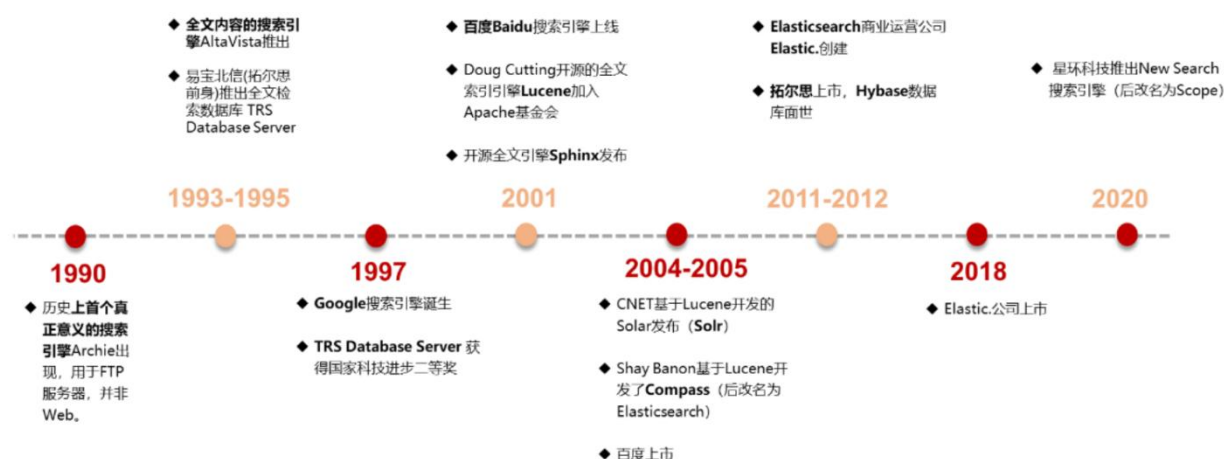 ◆ 全文内容的搜索引
擎AltaVista推出
◆ 易宝北信(拓尔思
前身)推出全文检
索数据库 TRS
Database Server
◆ 百度Baidu搜索引擎上线
◆ Doug Cutting开源的全文
索引引擎Lucene加入
Apache基金会
◆ 开源全文引擎Sphinx发布
◆ Elasticsearch商业运营公司
Elastic.创建
◆ 拓尔思上市，Hybase数据
库面世
◆ 星环科技推出New Search
搜索引擎（后改名为Scope）
1993-1995
2001
2011-2012
2020
1990
1997
2004-2005
2018
◆ 历史上首个真
正意义的搜索
引擎Archie出
现，用于FTP
服务器，并非
Web。
◆ Google搜索引擎诞生
◆ TRS Database Server 获
得国家科技进步二等奖
◆ CNET基于Lucene开发的
Solar发布（Solr）
◆ Shay Banon基于Lucene开
发了Compass（后改名为
Elasticsearch）
◆ 百度上市
◆ Elastic.公司上市